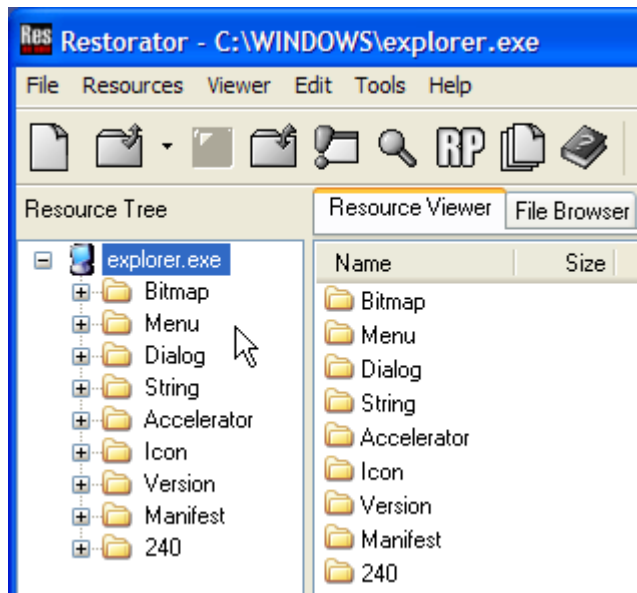 Res Restorator - C:\WINDOWS\explorer.e
File Resources Viewer Edit Tools Help
RP
Resource Tree
Resource Viewer File Browser
explorer.exe
Bitmap
Menu
Dialog
String
Accelerator
Icon
Version
Manifest
240
Name Size
Bitmap
Menu
Dialog
String
Accelerator
Icon
Version
Manifest
240